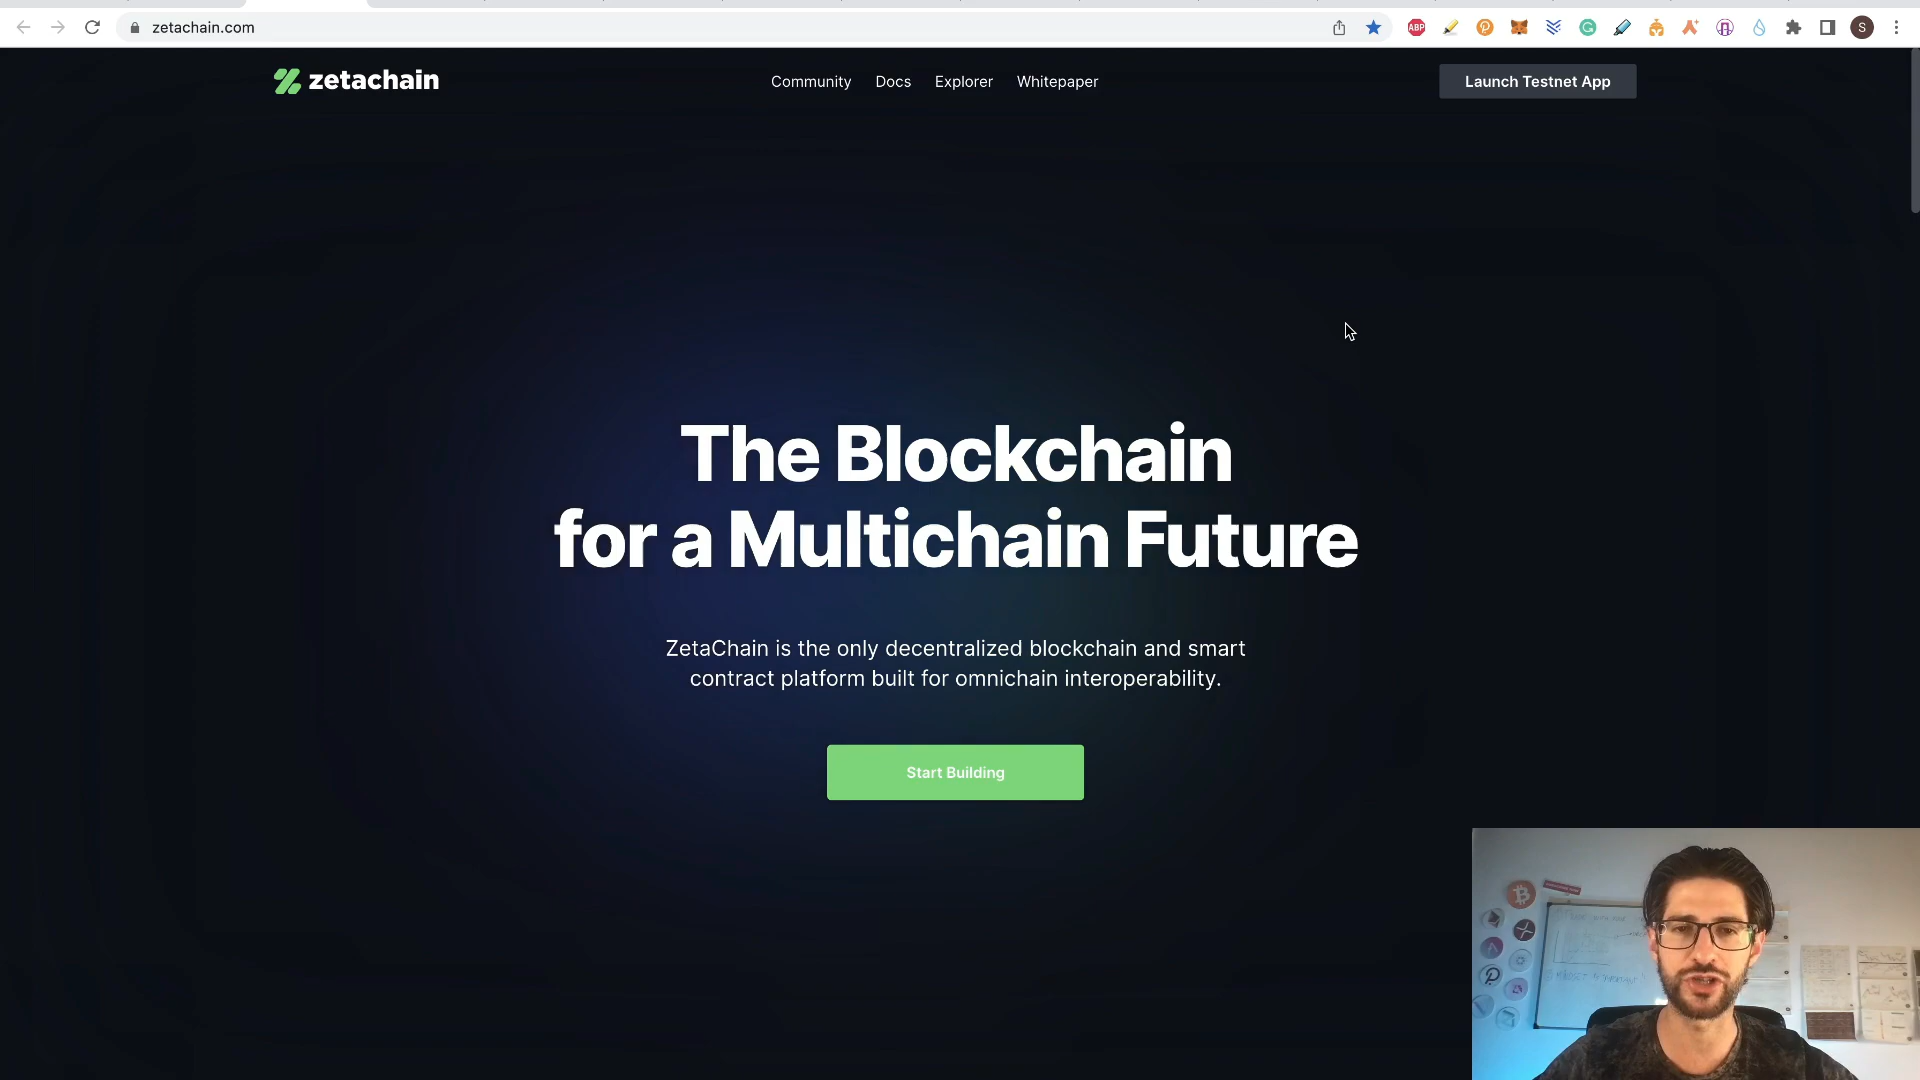 zetachain.com
ABP
S
zetachain
Community
Docs
Explorer
Whitepaper
Launch Testnet App
The Blockchain
for a Multichain Future
ZetaChain is the only decentralized blockchain and smart
contract platform built for omnichain interoperability.
Start Building